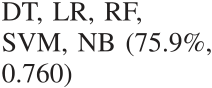 DT, LR, RF,
SVM, NB (75.9%,
0.760)